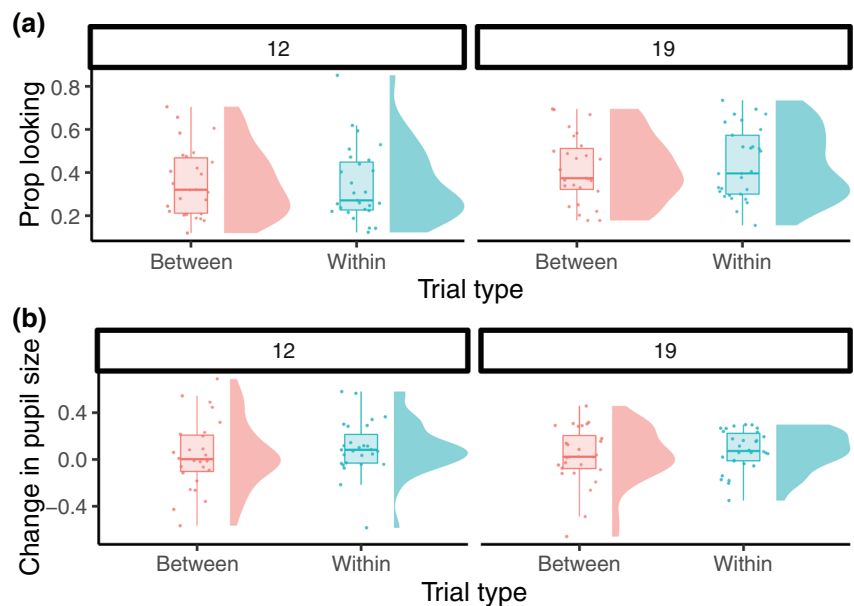 (a)
12 19
Prop looking
0.8
0.6
0.4
0.2
Between Within Between Within
Trial type
(b)
12 19
Change in pupil size
0.4
0.0
−0.4
Between Within Between Within
Trial type